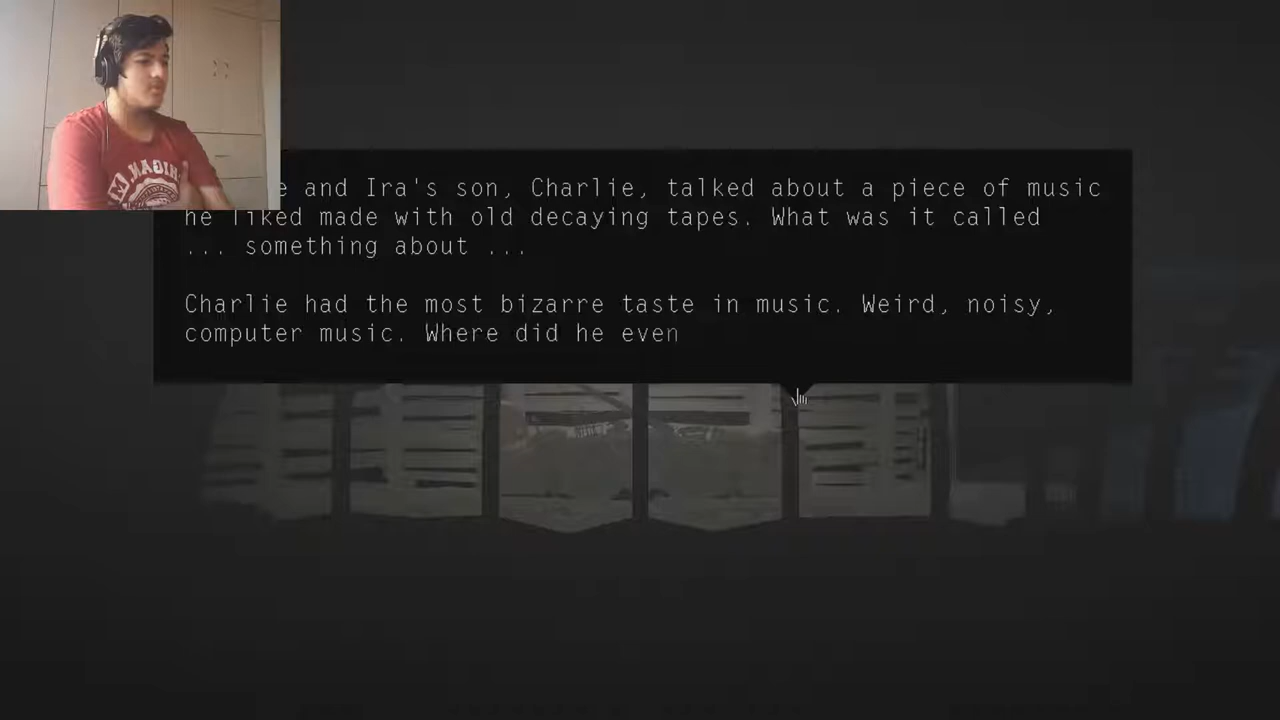 e and Ira's son, Charlie, talked about a piece of music
he liked made with old decaying tapes. What was it called
... something about ...
Charlie had the most bizarre taste in music. Weird, noisy,
computer music. Where did he even